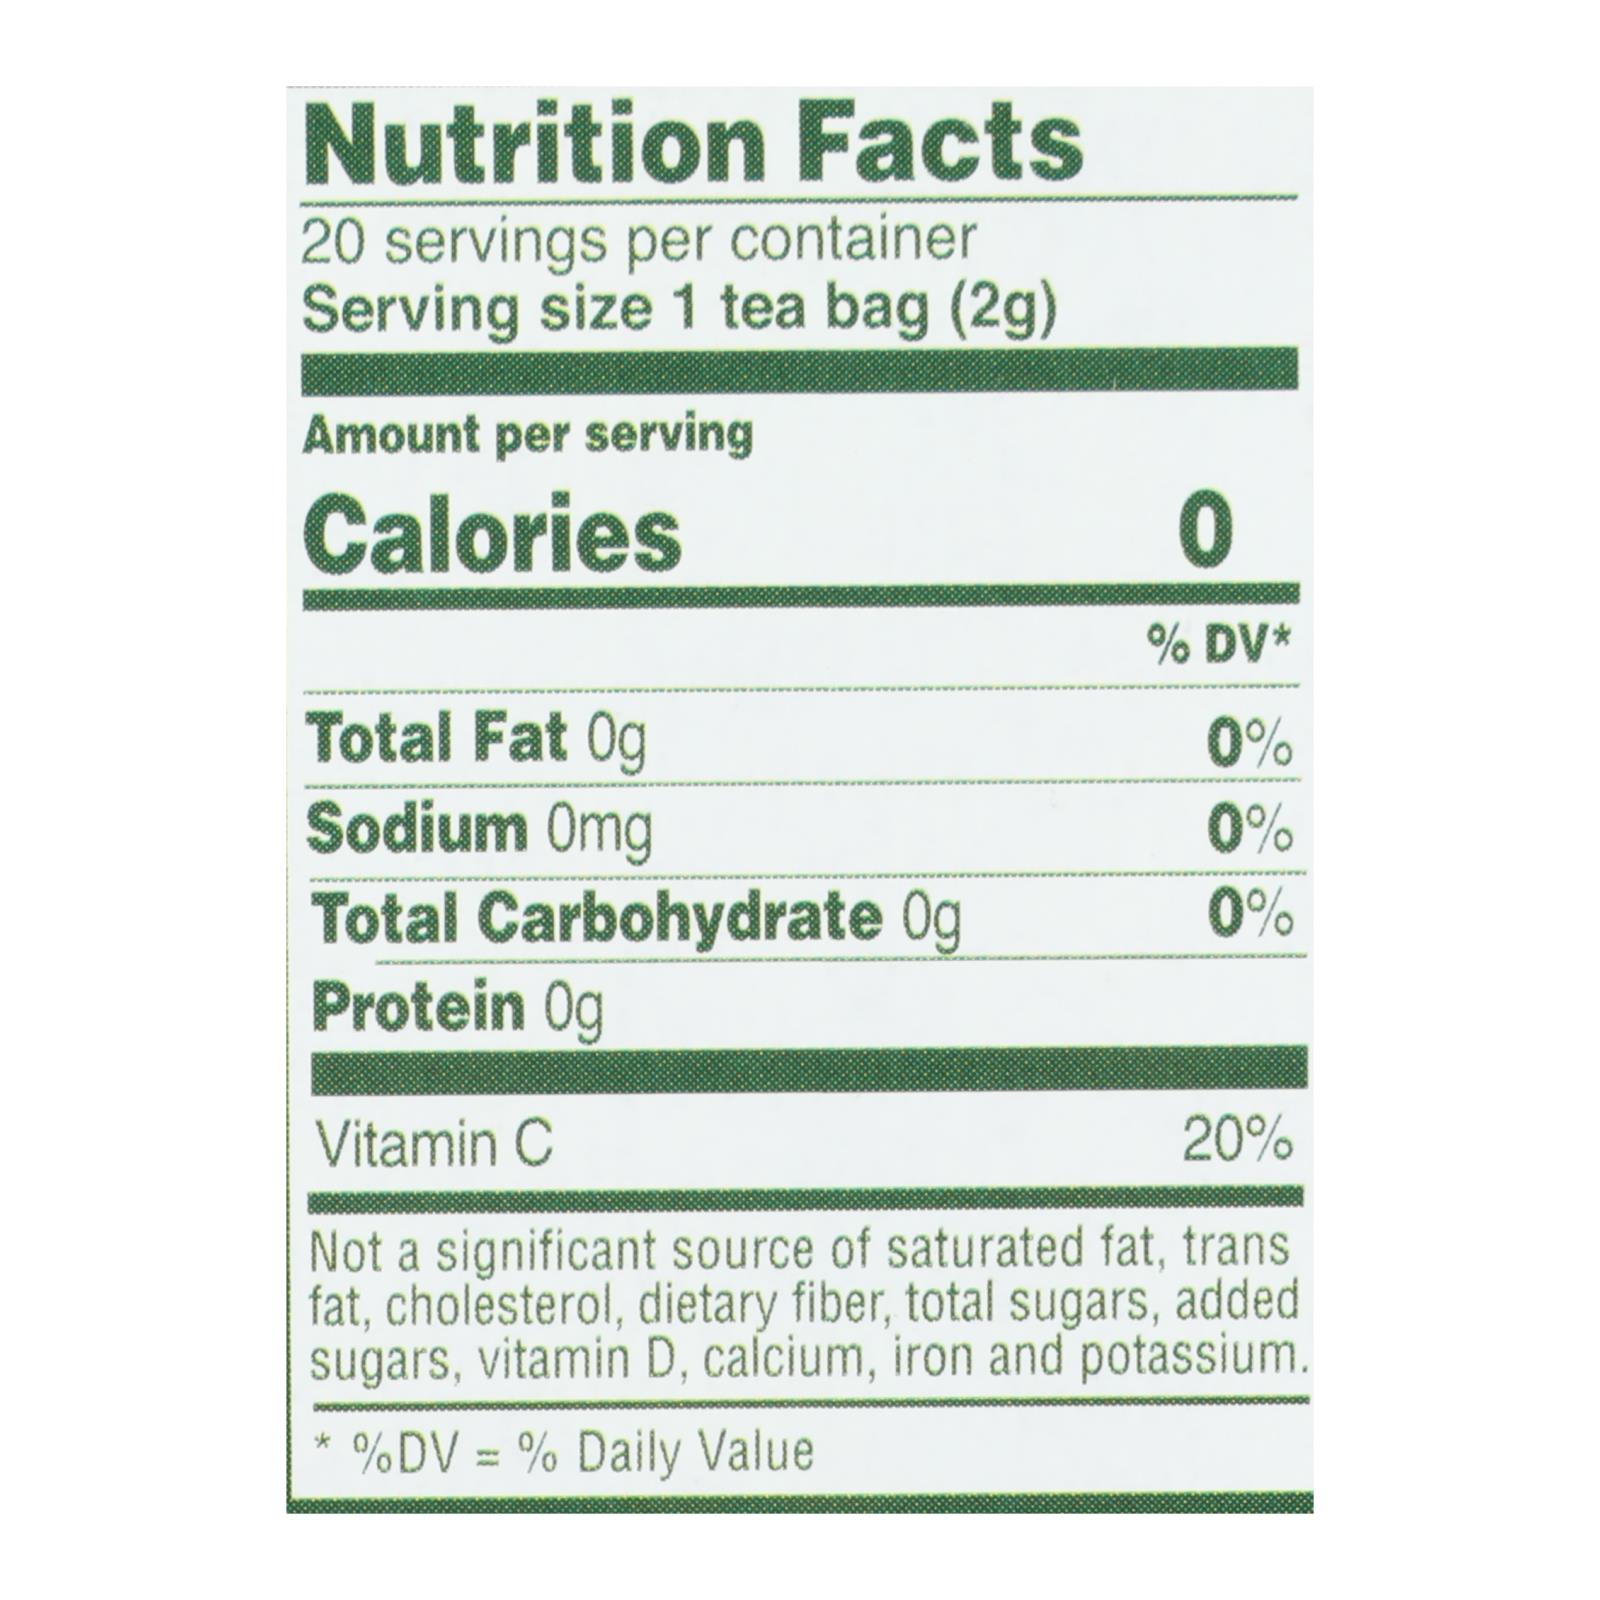 Nutrition Facts
20 servings per container
Serving size 1 tea bag (2g)
Amount per serving
Calories 0
% DV*
Total Fat 0g 0%
Sodium 0mg 0%
Total Carbohydrate 0g 0%
Protein 0g
Vitamin C 20%
Not a significant source of saturated fat, trans
fat, cholesterol, dietary fiber, total sugars, added
sugars, vitamin D, calcium, iron and potassium.
* %DV = % Daily Value